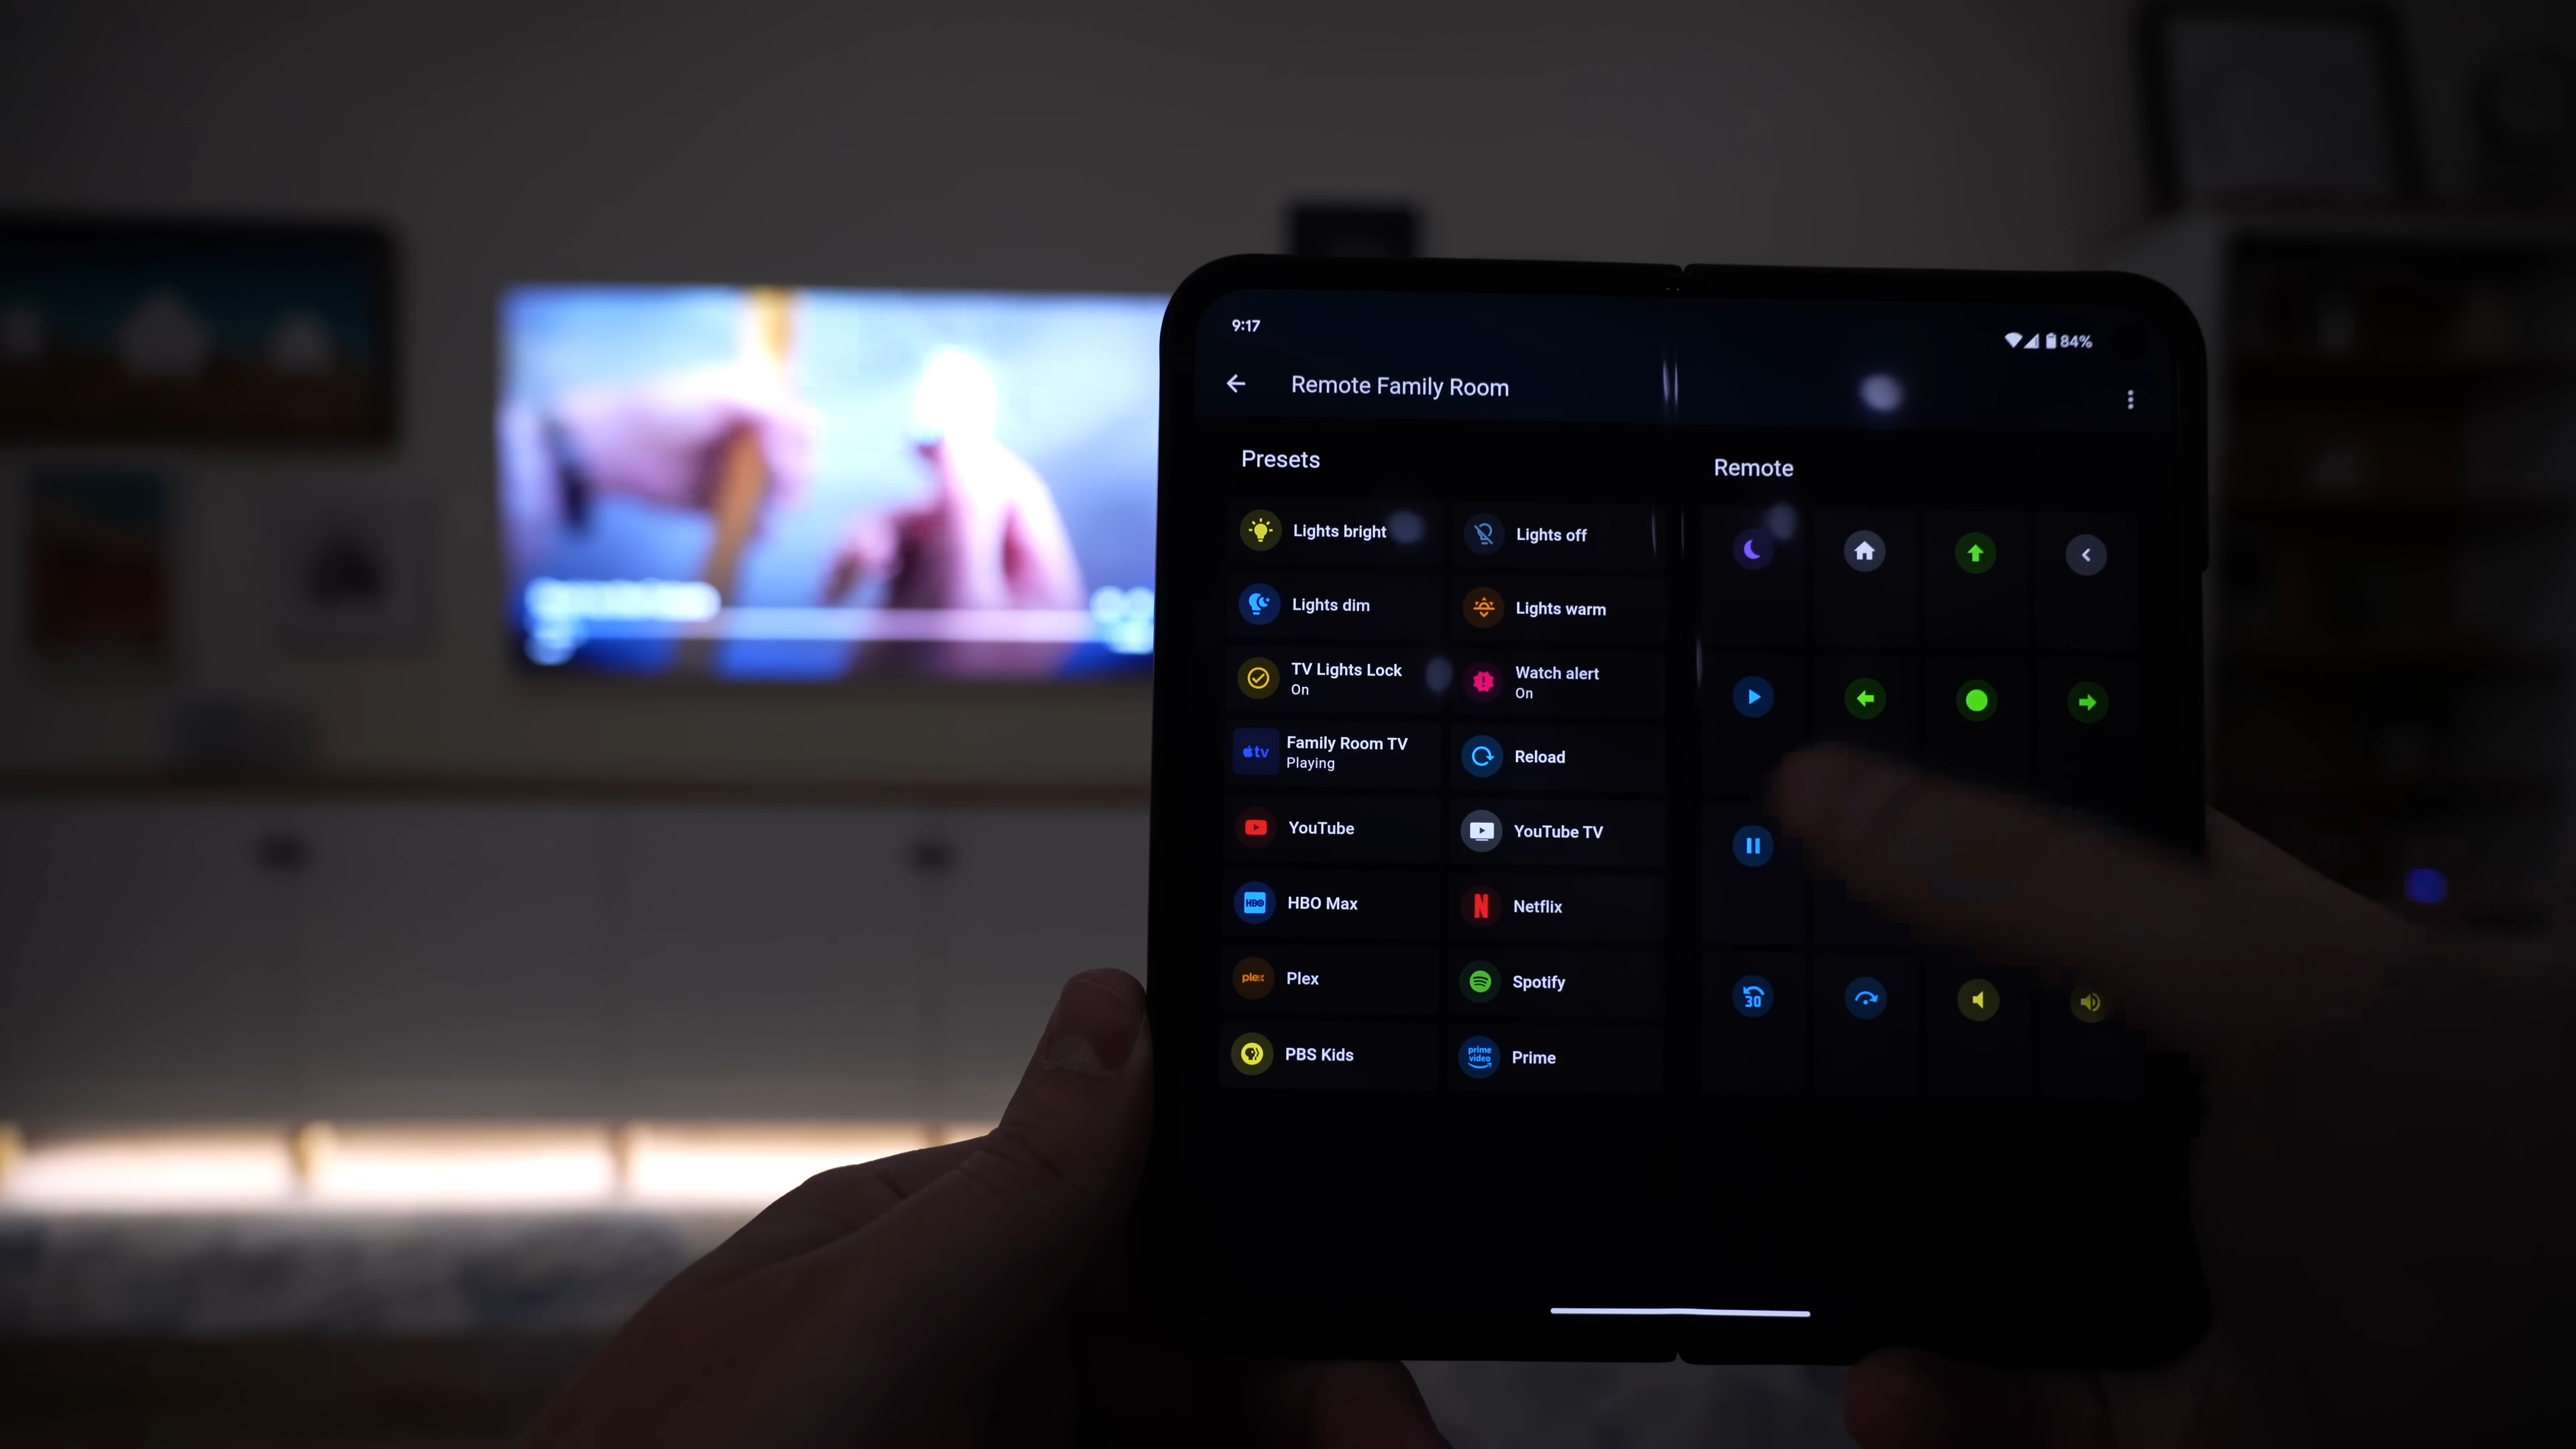 9:17
84%
Remote Family Room
Presets
Remote
Lights bright
Lights off
Lights dim
Lights warm
TV Lights Lock
On
Watch alert
On
tv
Family Room TV
Playing
Reload
YouTube
YouTube TV
HBO
HBO Max
N
Netflix
plex
Plex
Spotify
PBS Kids
prime
video
Prime
30